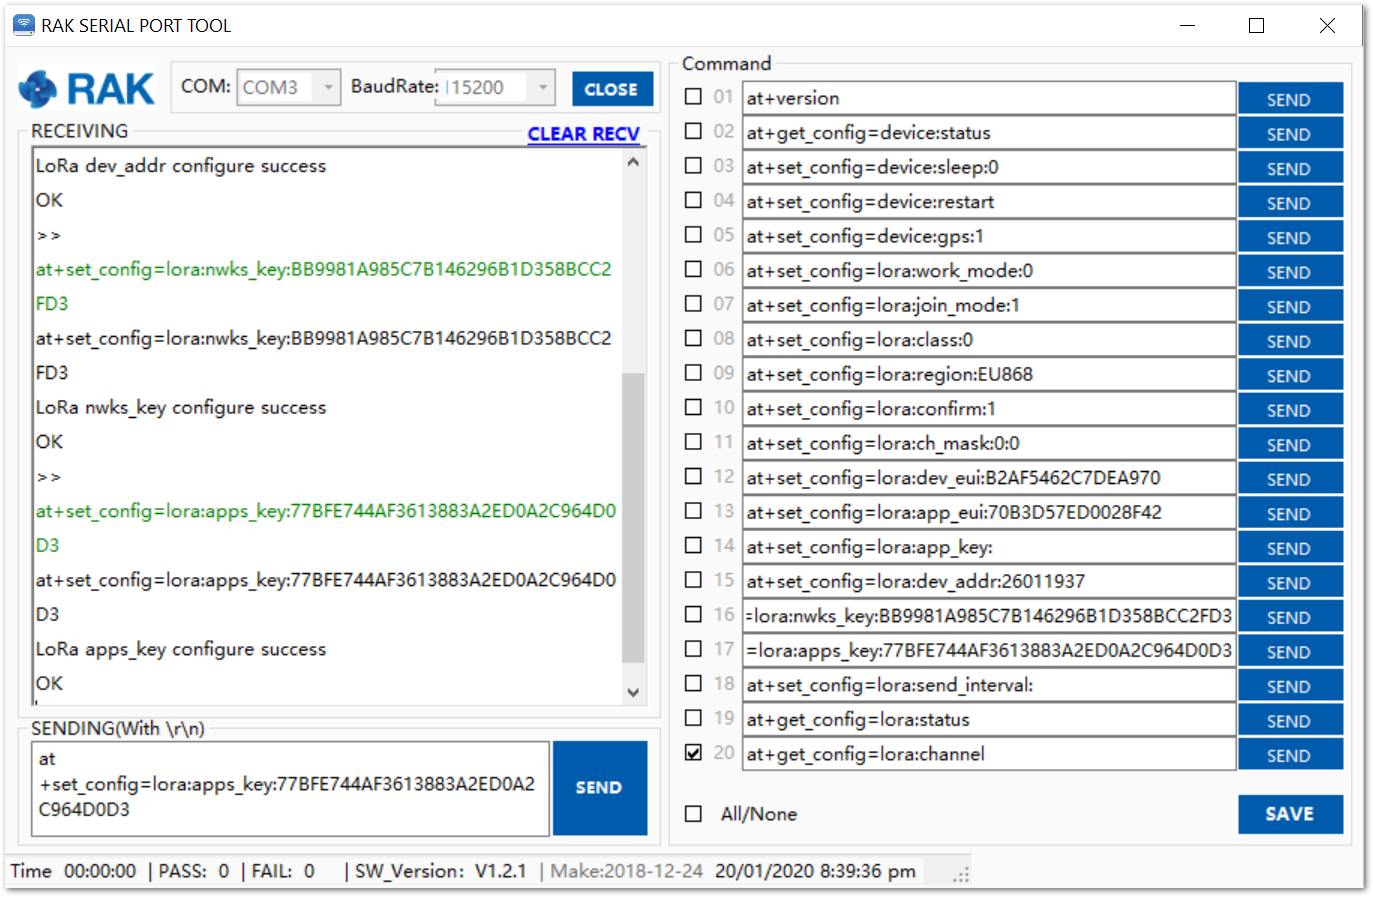 RAK SERIAL PORT TOOL
RAK
COM: COM3 BaudRate: 115200 CLOSE
RECEIVING
CLEAR RECV
LoRa dev_addr configure success
OK
>>
at+set_config=lora:nwks_key:BB9981A985C7B146296B1D358BCC2
FD3
at+set_config=lora:nwks_key:BB9981A985C7B146296B1D358BCC2
FD3
LoRa nwks_key configure success
OK
>>
at+set_config=lora:apps_key:77BFE744AF3613883A2ED0A2C964D0
D3
at+set_config=lora:apps_key:77BFE744AF3613883A2ED0A2C964D0
D3
LoRa apps_key configure success
OK
SENDING(With \r\n)
at
+set_config=lora:apps_key:77BFE744AF3613883A2ED0A2
C964D0D3
SEND
Command
01 at+version SEND
02 at+get_config=device:status SEND
03 at+set_config=device:sleep:0 SEND
04 at+set_config=device:restart SEND
05 at+set_config=device:gps:1 SEND
06 at+set_config=lora:work_mode:0 SEND
07 at+set_config=lora:join_mode:1 SEND
08 at+set_config=lora:class:0 SEND
09 at+set_config=lora:region:EU868 SEND
10 at+set_config=lora:confirm:1 SEND
11 at+set_config=lora:ch_mask:0:0 SEND
12 at+set_config=lora:dev_eui:B2AF5462C7DEA970 SEND
13 at+set_config=lora:app_eui:70B3D57ED0028F42 SEND
14 at+set_config=lora:app_key: SEND
15 at+set_config=lora:dev_addr:26011937 SEND
16 =lora:nwks_key:BB9981A985C7B146296B1D358BCC2FD3 SEND
17 =lora:apps_key:77BFE744AF3613883A2ED0A2C964D0D3 SEND
18 at+set_config=lora:send_interval: SEND
19 at+get_config=lora:status SEND
20 at+get_config=lora:channel SEND
All/None SAVE
Time 00:00:00 | PASS: 0 | FAIL: 0 | SW_Version: V1.2.1 | Make:2018-12-24 20/01/2020 8:39:36 pm